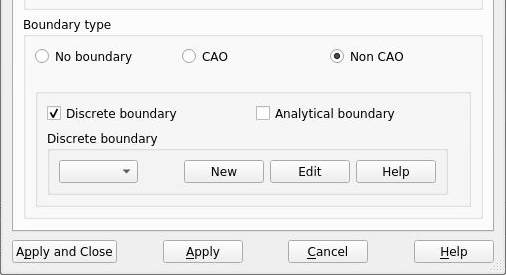 Boundary type
No boundary CAO Non CAO
Discrete boundary Analytical boundary
Discrete boundary
New Edit Help
Apply and Close Apply Cancel Help